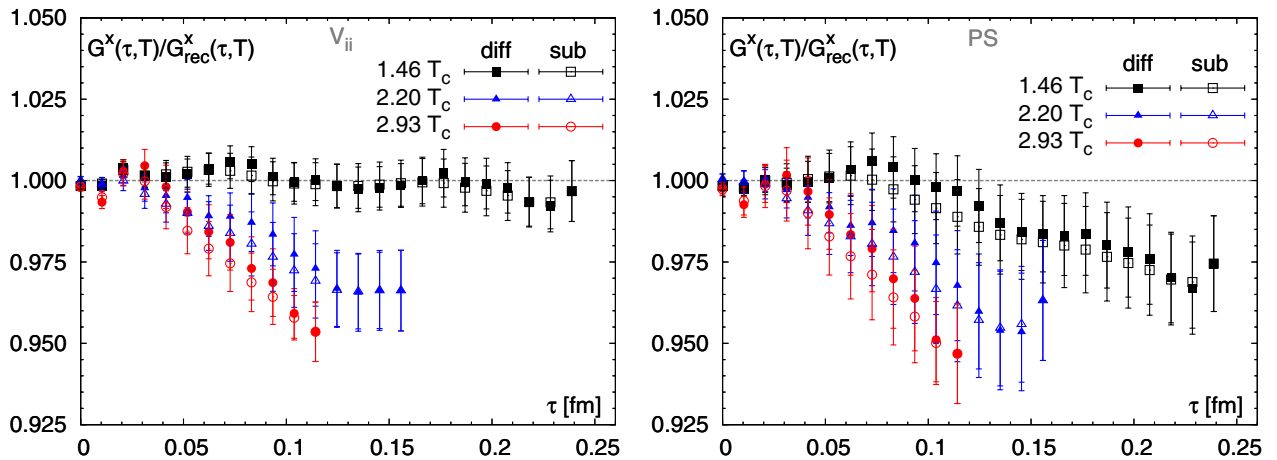 1.050
1.025
1.000
0.975
0.950
0.925
G^x(τ,T)/G^x_rec(τ,T)
V_ii
diff sub
1.46 T_c
2.20 T_c
2.93 T_c
τ [fm]
0 0.05 0.1 0.15 0.2 0.25
1.050
1.025
1.000
0.975
0.950
0.925
G^x(τ,T)/G^x_rec(τ,T)
PS
diff sub
1.46 T_c
2.20 T_c
2.93 T_c
τ [fm]
0 0.05 0.1 0.15 0.2 0.25